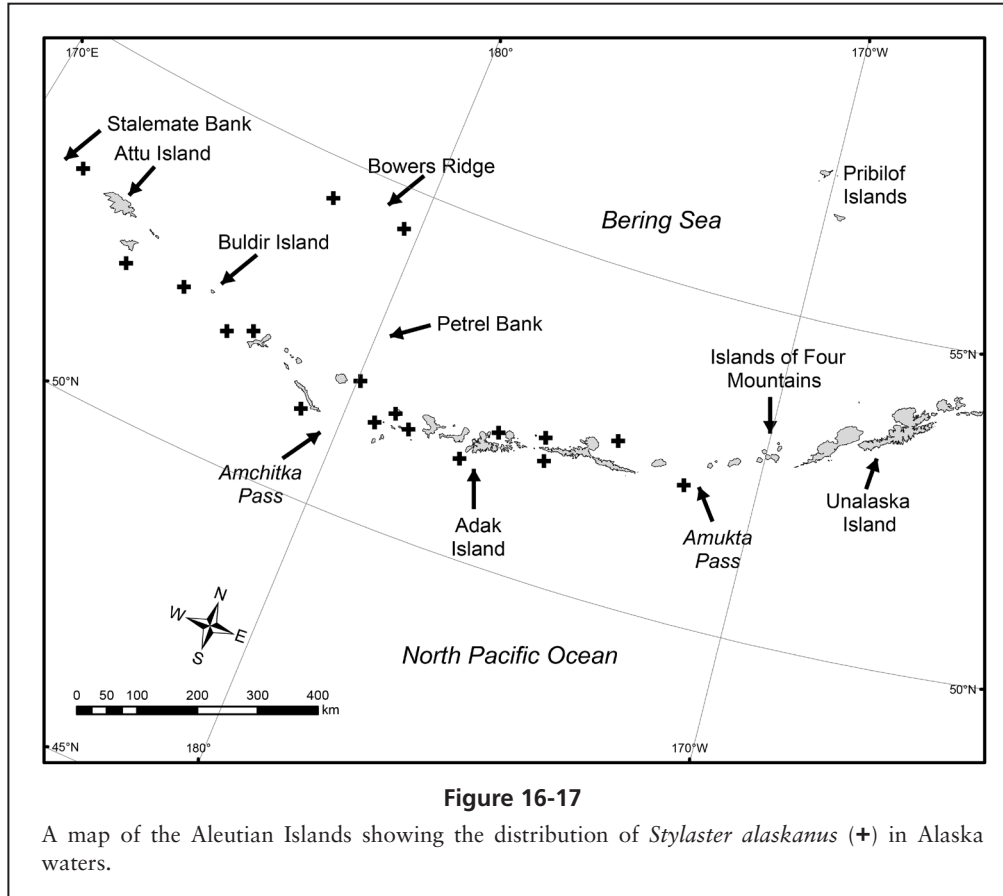 170°E
180°
170°W
Stalemate Bank
Attu Island
Bowers Ridge
Pribilof
Islands
Bering Sea
Buldir Island
Petrel Bank
55°N
Islands of Four
Mountains
50°N
Amchitka
Pass
Adak
Island
Amukta
Pass
Unalaska
Island
N
W
E
S
North Pacific Ocean
50°N
0 50 100 200 300 400
km
45°N
180°
170°W
Figure 16-17
A map of the Aleutian Islands showing the distribution of Stylaster alaskanus (+) in Alaska
waters.